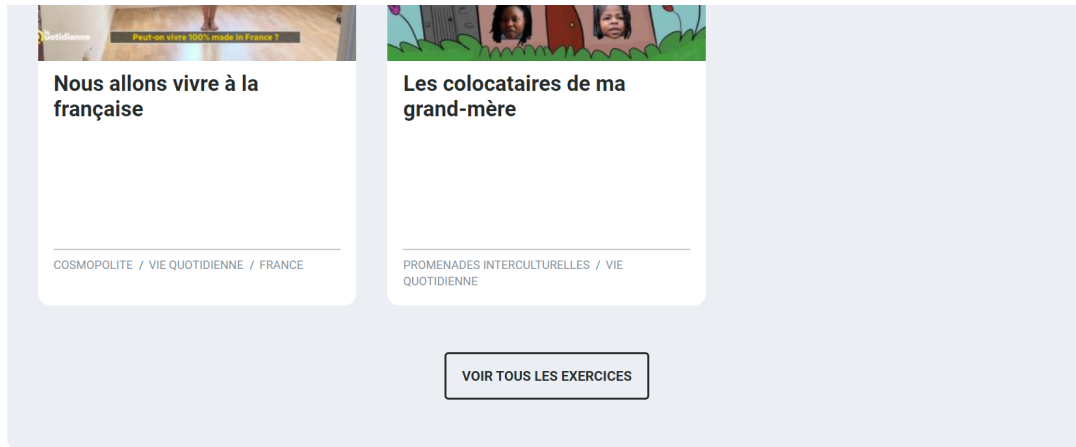 Quotidienne
Peut-on vivre 100% made in France ?
Nous allons vivre à la
française
COSMOPOLITE / VIE QUOTIDIENNE / FRANCE
Les colocataires de ma
grand-mère
PROMENADES INTERCULTURELLES / VIE
QUOTIDIENNE
VOIR TOUS LES EXERCICES